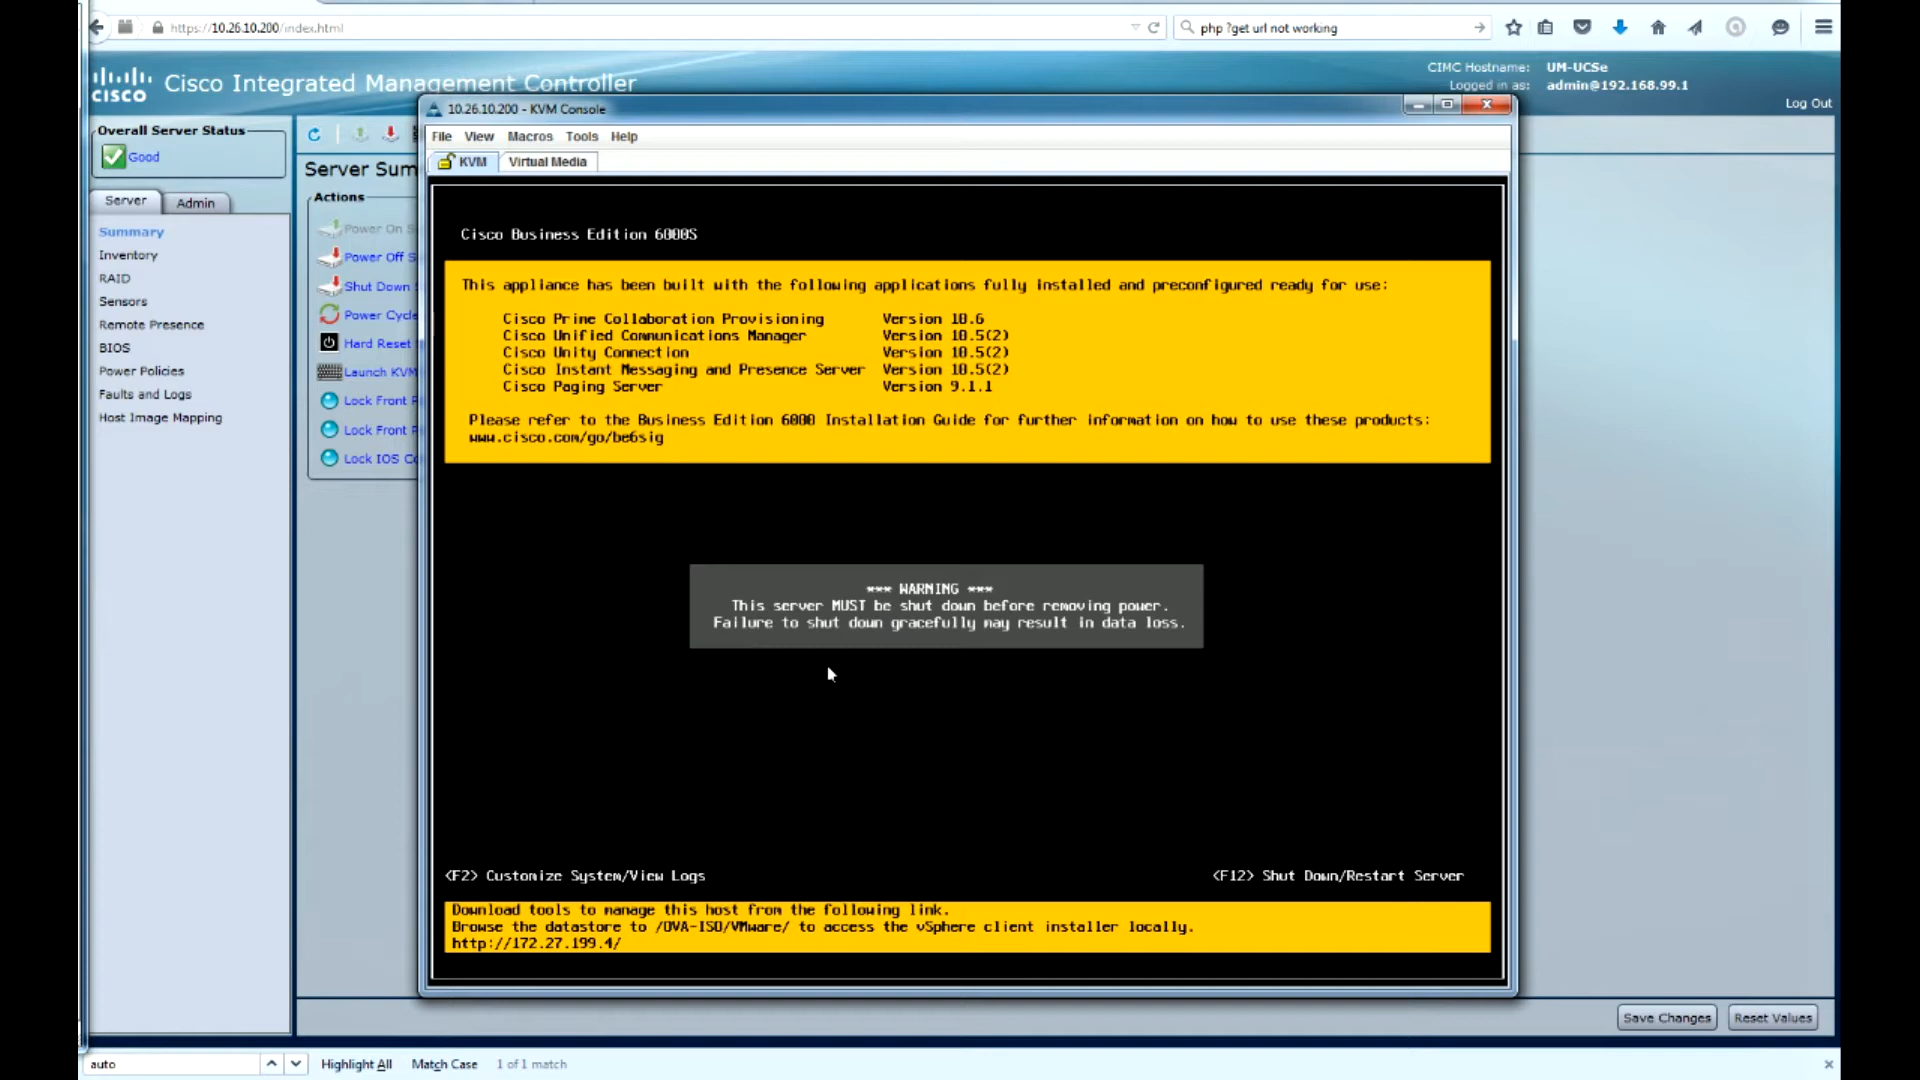 https://10.26.10.200/index.html
php ?get url not working
CISCO
Cisco Integrated Management Controller
CIMC Hostname: UM-UCSe
Logged in as: admin@192.168.99.1
Log Out
Overall Server Status
Good
Server
Admin
Summary
Inventory
RAID
Sensors
Remote Presence
BIOS
Power Policies
Faults and Logs
Host Image Mapping
Server Sum
Actions
Power On S
Power Off S
Shut Down
Power Cycle
Hard Reset
Launch KVM
Lock Front P
Lock Front P
Lock IOS Co
10.26.10.200 - KVM Console
File View Macros Tools Help
KVM
Virtual Media
Cisco Business Edition 6000S
This appliance has been built with the following applications fully installed and preconfigured ready for use:
Cisco Prime Collaboration Provisioning Version 10.6
Cisco Unified Communications Manager Version 10.5(2)
Cisco Unity Connection Version 10.5(2)
Cisco Instant Messaging and Presence Server Version 10.5(2)
Cisco Paging Server Version 9.1.1
Please refer to the Business Edition 6000 Installation Guide for further information on how to use these products:
www.cisco.com/go/be6sig
*** WARNING ***
This server MUST be shut down before removing power.
Failure to shut down gracefully may result in data loss.
<F2> Customize System/View Logs
<F12> Shut Down/Restart Server
Download tools to manage this host from the following link.
Browse the datastore to /OVA-ISO/VMware/ to access the vSphere client installer locally.
http://172.27.199.4/
Save Changes
Reset Values
auto
Highlight All
Match Case
1 of 1 match